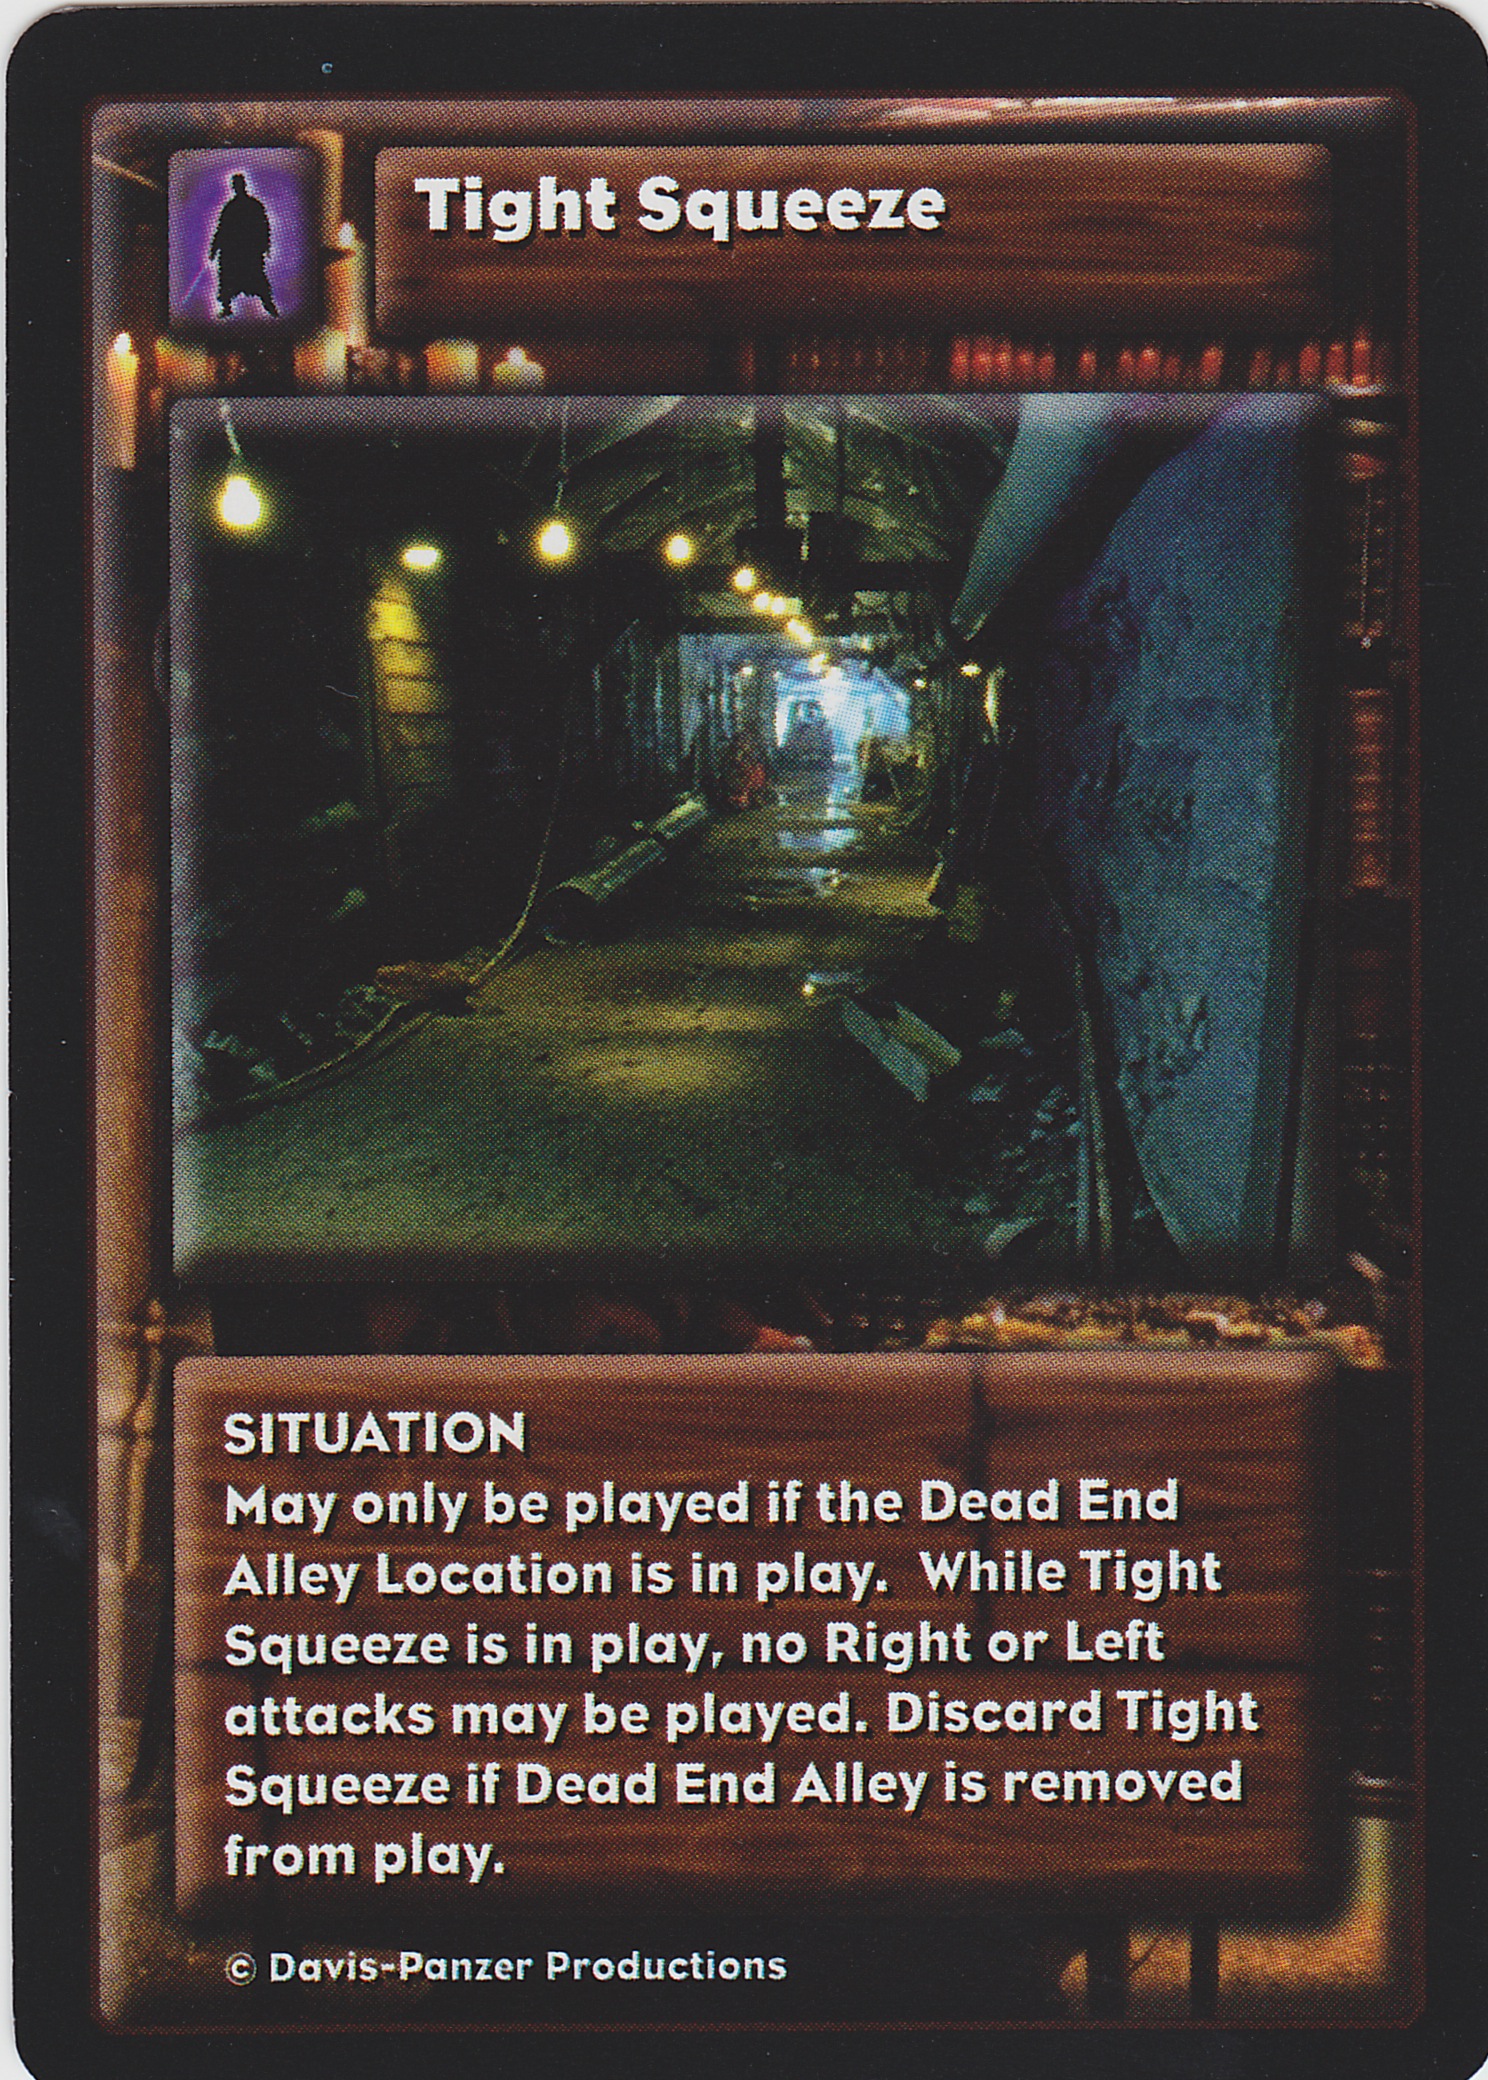 c
Tight Squeeze
SITUATION
May only be played if the Dead End
Alley Location is in play. While Tight
Squeeze is in play, no Right or Left
attacks may be played. Discard Tight
Squeeze if Dead End Alley is removed
from play.
© Davis-Panzer Productions